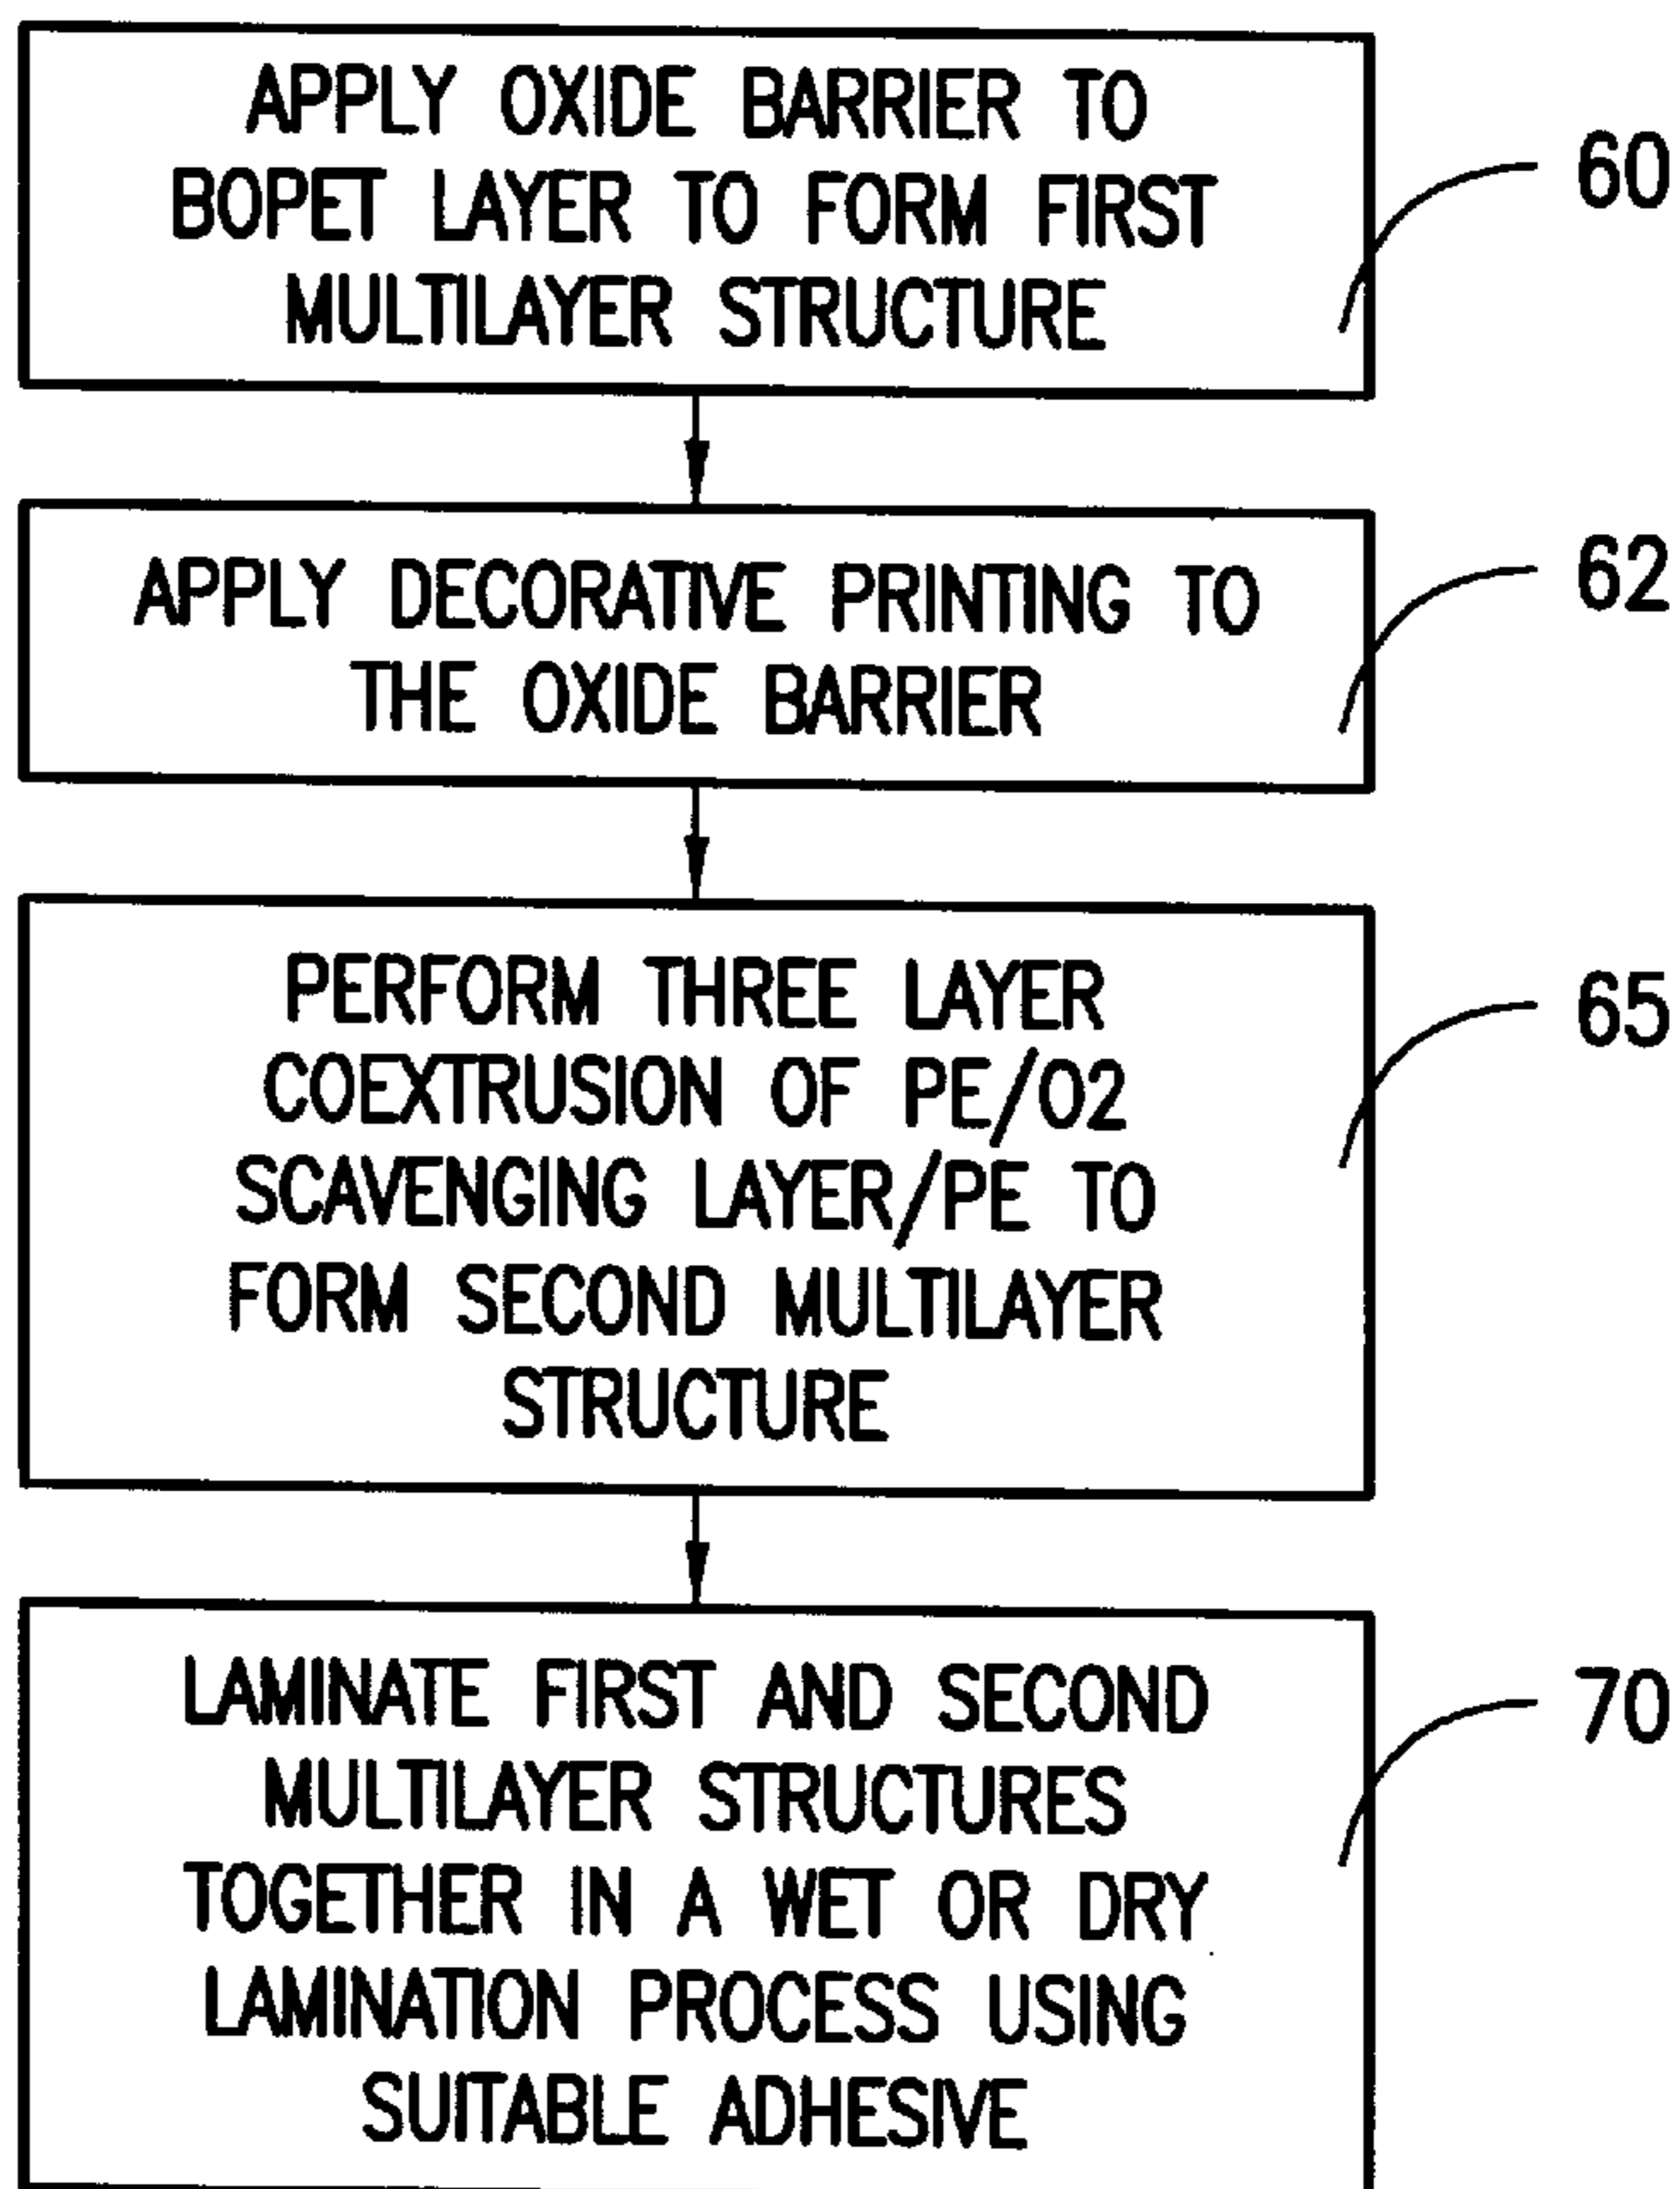 APPLY OXIDE BARRIER TO
BOPET LAYER TO FORM FIRST
MULTILAYER STRUCTURE
60
APPLY DECORATIVE PRINTING TO
THE OXIDE BARRIER
62
PERFORM THREE LAYER
COEXTRUSION OF PE/O2
SCAVENGING LAYER/PE TO
FORM SECOND MULTILAYER
STRUCTURE
65
LAMINATE FIRST AND SECOND
MULTILAYER STRUCTURES
TOGETHER IN A WET OR DRY
LAMINATION PROCESS USING
SUITABLE ADHESIVE
70